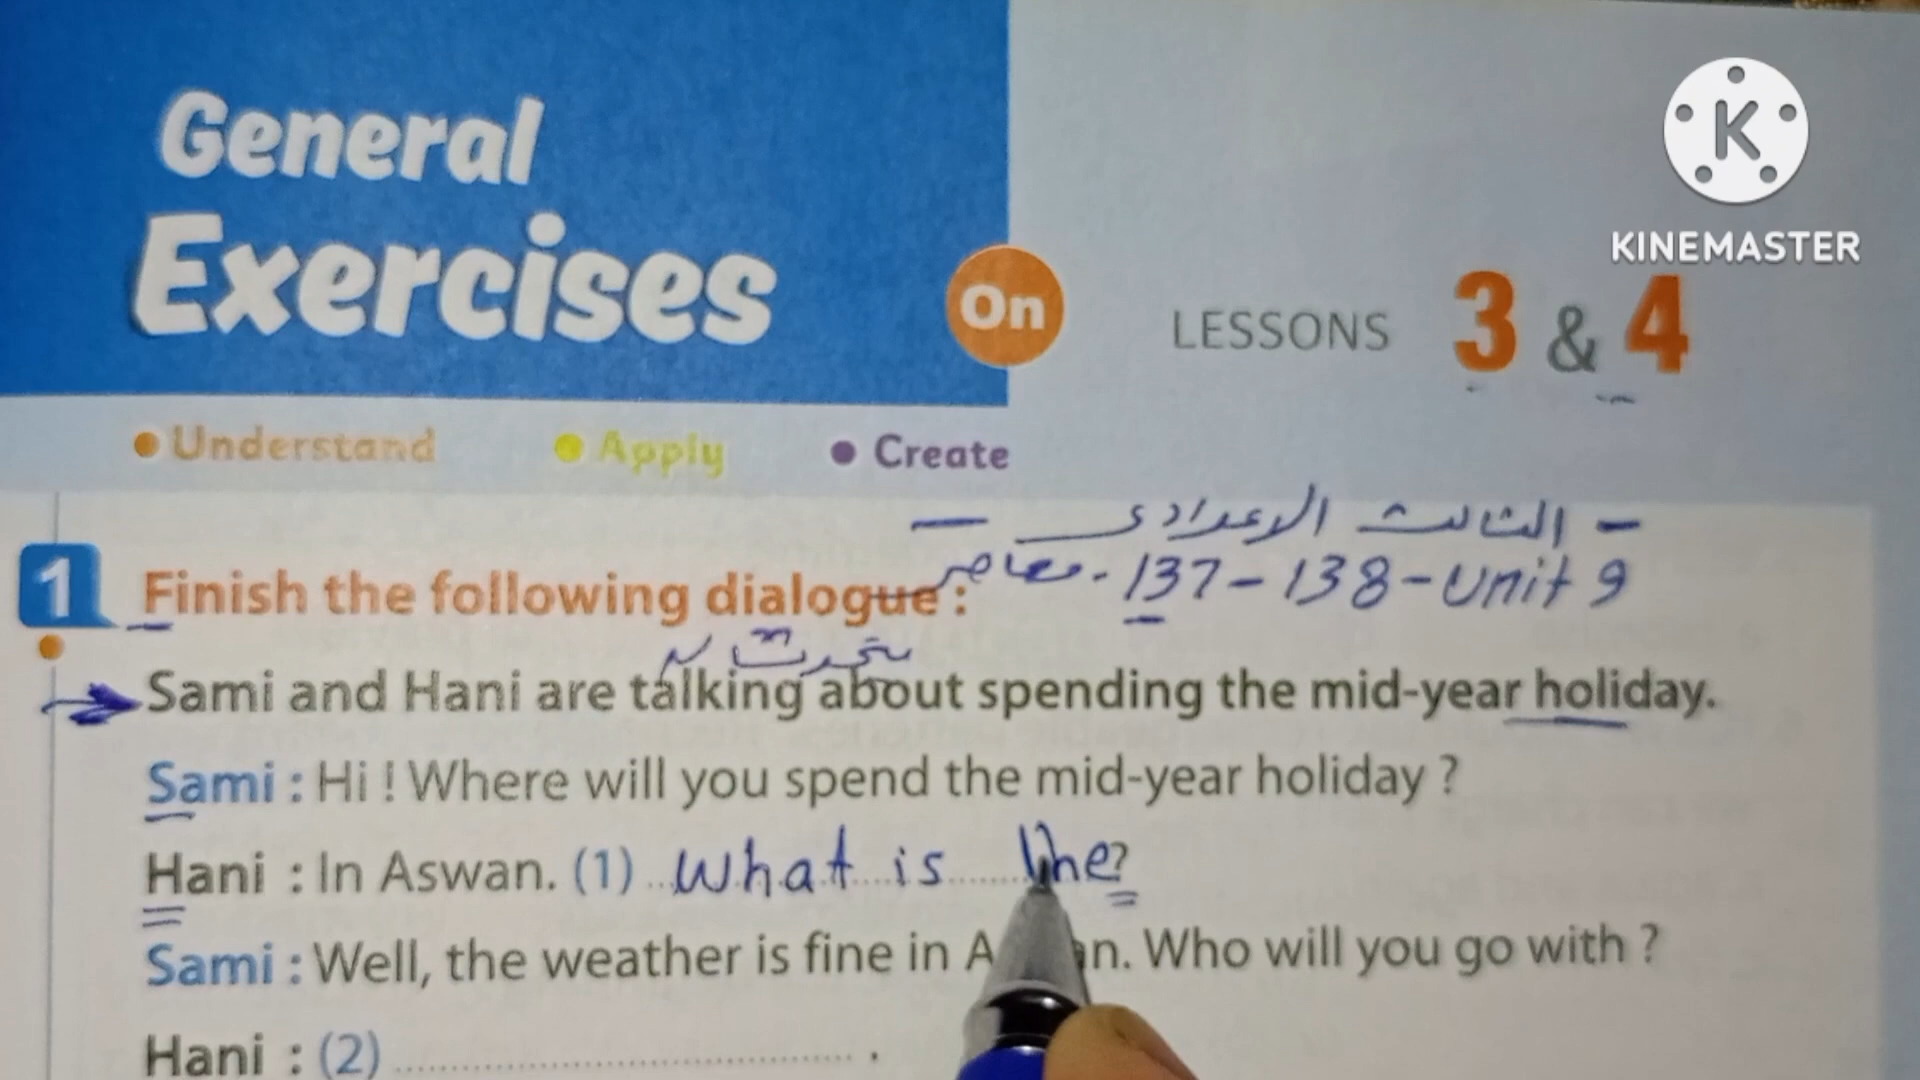 General
Exercises
On
LESSONS 3 & 4
K
KINEMASTER
Understand Apply Create
- الثالث الاعدادى -
معاصر - 137 - 138 - Unit 9
1 Finish the following dialogue :
يتحدث
Sami and Hani are talking about spending the mid-year holiday.
Sami : Hi ! Where will you spend the mid-year holiday ?
Hani : In Aswan. (1) What is the ?
Sami : Well, the weather is fine in A an. Who will you go with ?
Hani : (2) .